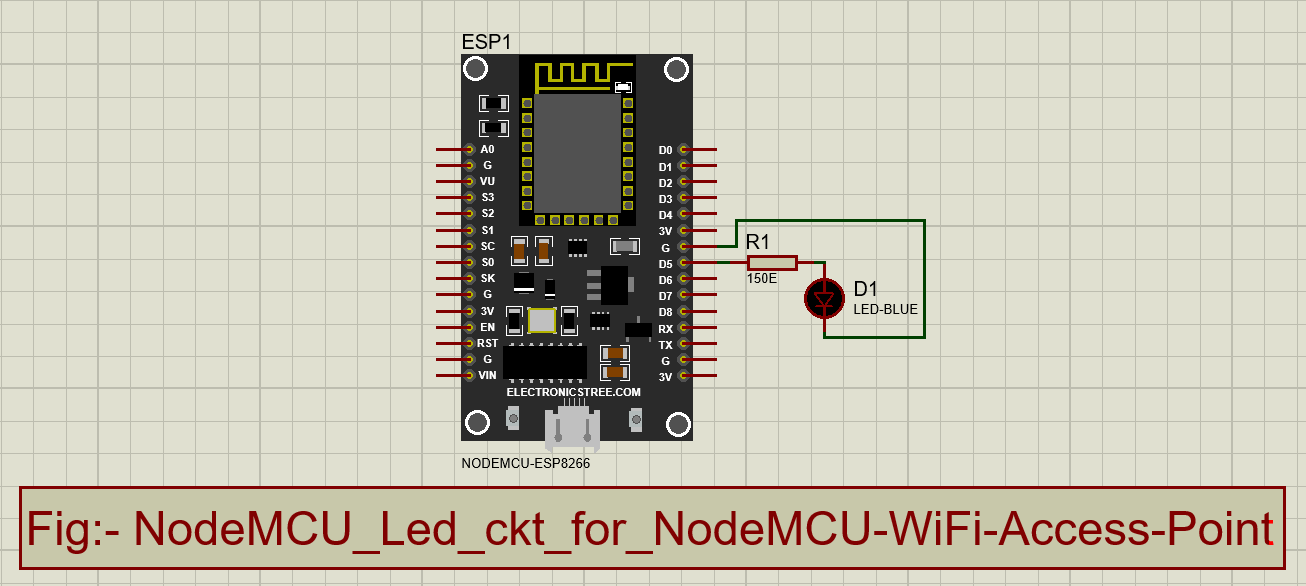 ESP1
A0
G
VU
S3
S2
S1
SC
S0
SK
G
3V
EN
RST
G
VIN
D0
D1
D2
D3
D4
3V
G
D5
D6
D7
D8
RX
TX
G
3V
R1
150E
D1
LED-BLUE
ELECTRONICSTREE.COM
NODEMCU-ESP8266
Fig:- NodeMCU_Led_ckt_for_NodeMCU-WiFi-Access-Point